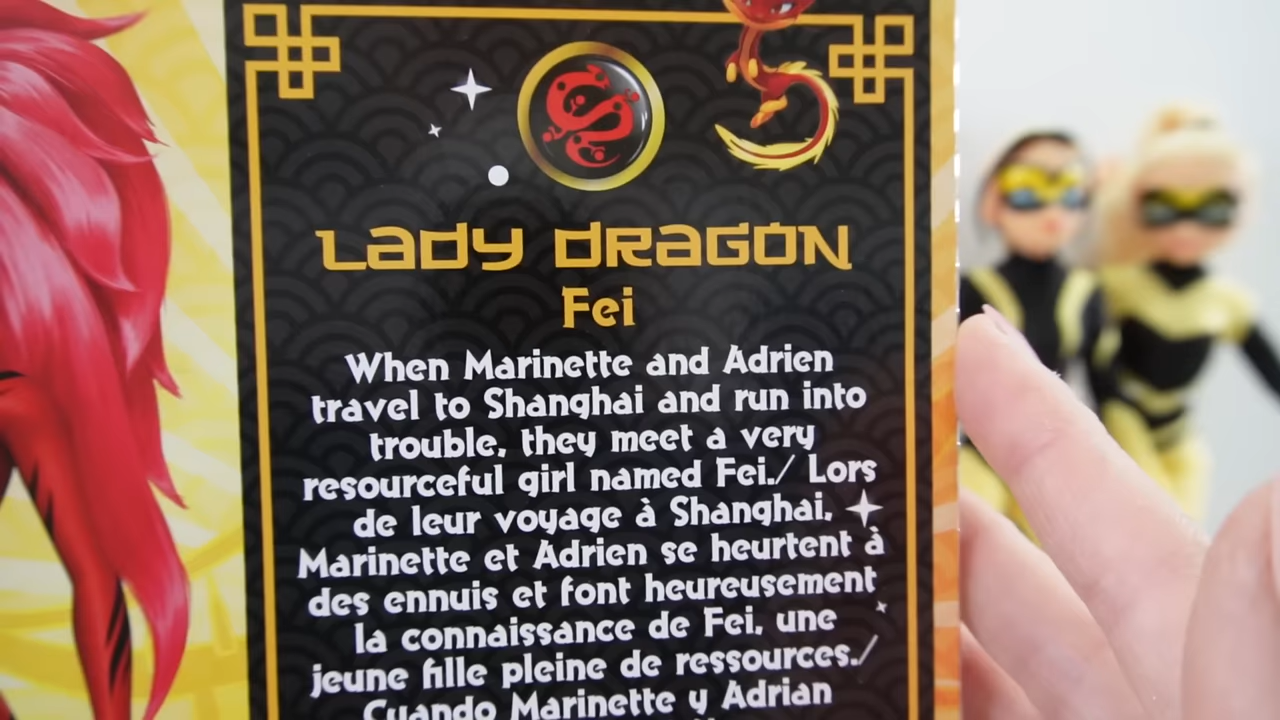 Lady Dragon
Fei
When Marinette and Adrien
travel to Shanghai and run into
trouble, they meet a very
resourceful girl named Fei./ Lors
de leur voyage à Shanghai,
Marinette et Adrien se heurtent à
des ennuis et font heureusement
la connaissance de Fei, une
jeune fille pleine de ressources./
Cuando Marinette y Adrian